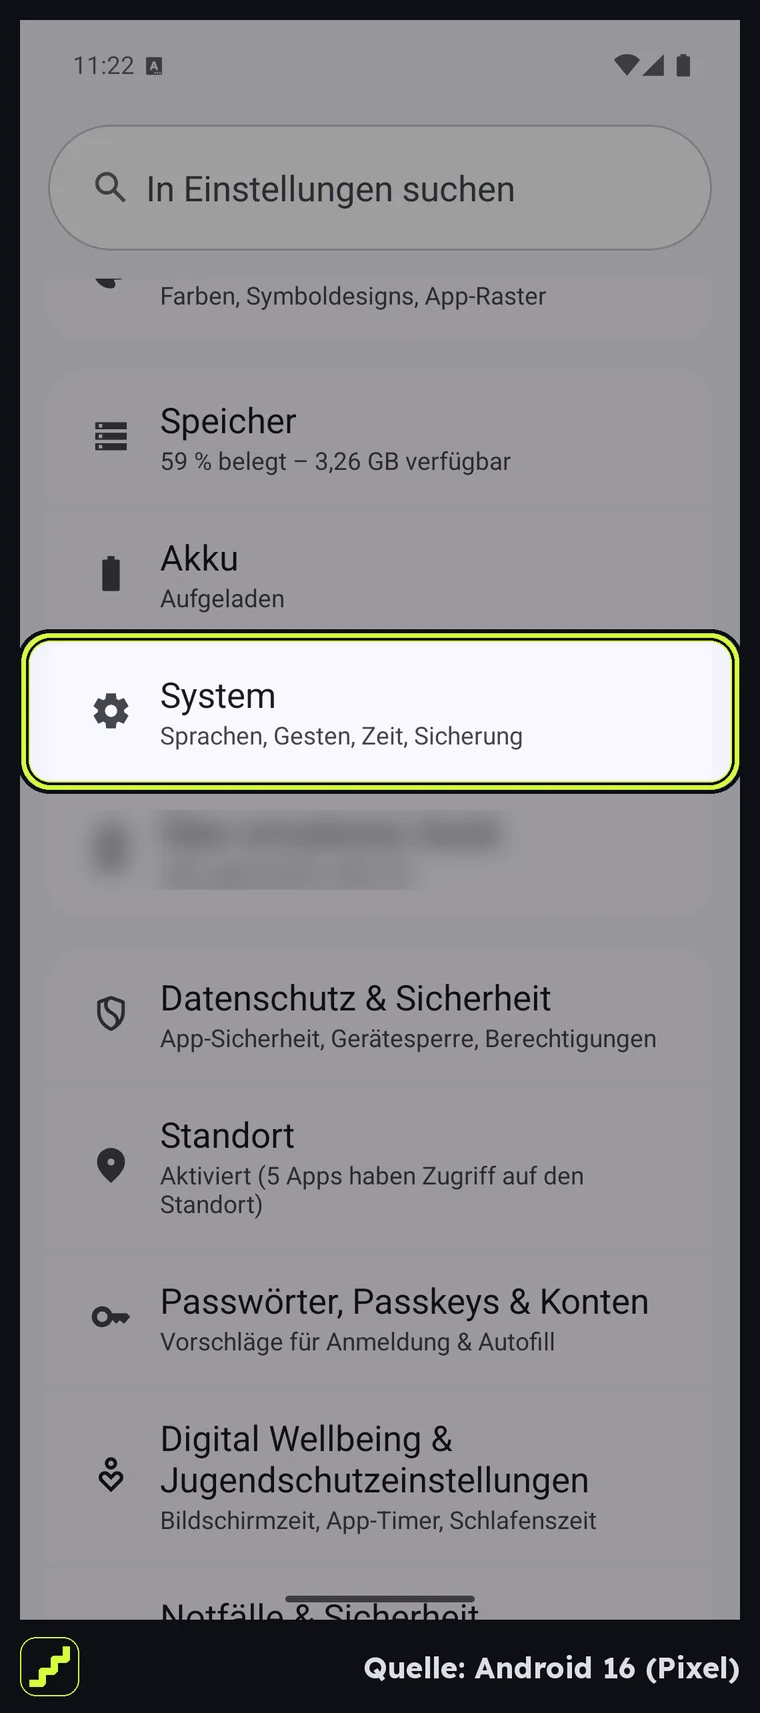 11:22
In Einstellungen suchen
Farben, Symboldesigns, App-Raster
Speicher
59 % belegt – 3,26 GB verfügbar
Akku
Aufgeladen
System
Sprachen, Gesten, Zeit, Sicherung
Datenschutz & Sicherheit
App-Sicherheit, Gerätesperre, Berechtigungen
Standort
Aktiviert (5 Apps haben Zugriff auf den
Standort)
Passwörter, Passkeys & Konten
Vorschläge für Anmeldung & Autofill
Digital Wellbeing &
Jugendschutzeinstellungen
Bildschirmzeit, App-Timer, Schlafenszeit
Notfälle & Sicherheit
Quelle: Android 16 (Pixel)